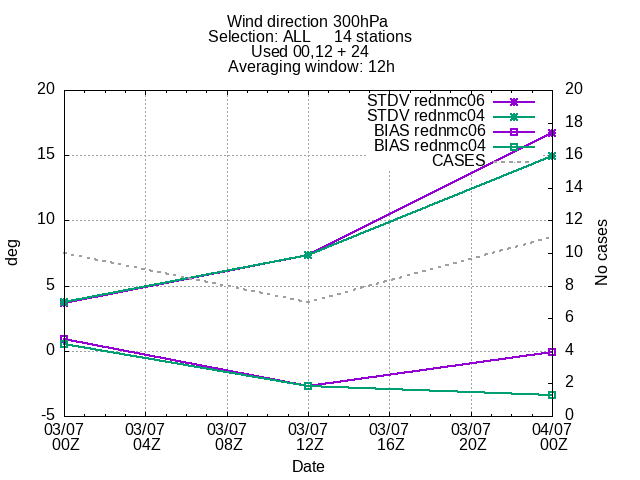 Wind direction 300hPa
Selection: ALL 14 stations
Used 00,12 + 24
Averaging window: 12h
STDV rednmc06
STDV rednmc04
BIAS rednmc06
BIAS rednmc04
CASES
20
15
10
5
0
-5
deg
20
18
16
14
12
10
8
6
4
2
0
No cases
03/07 03/07 03/07 03/07 03/07 03/07 04/07
00Z 04Z 08Z 12Z 16Z 20Z 00Z
Date